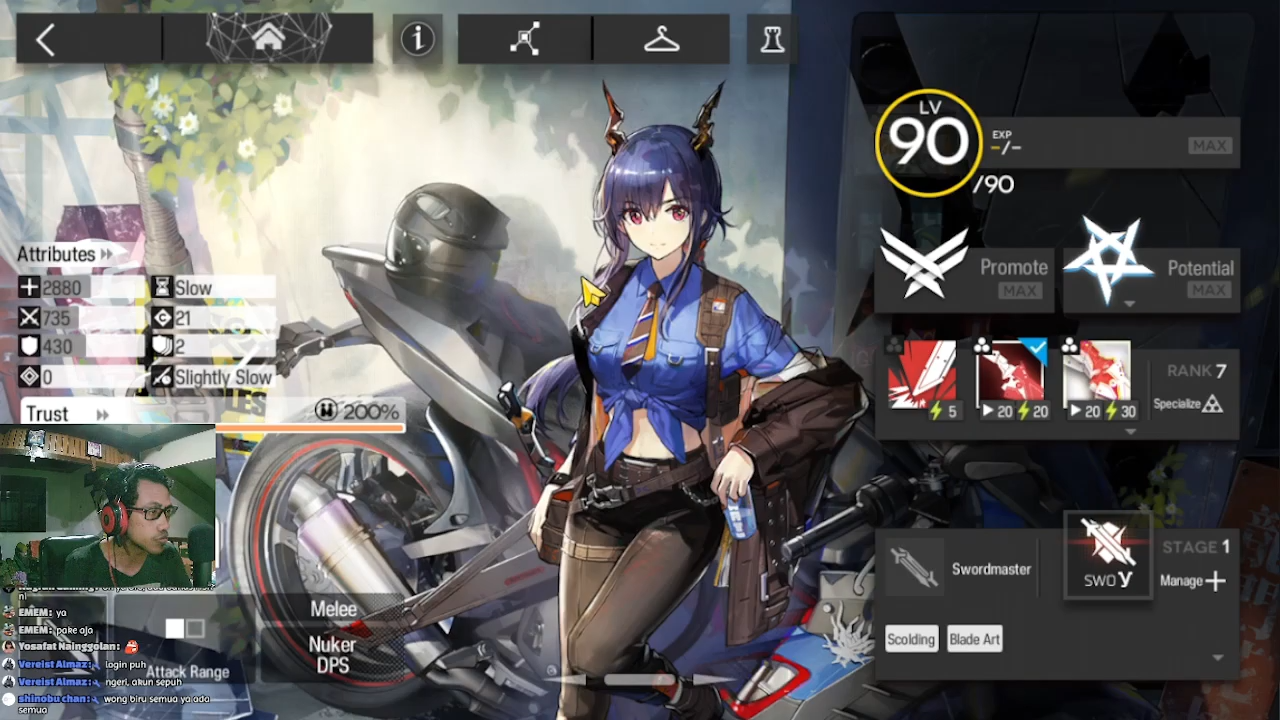 LV
90
/90
EXP
-/-
MAX
Attributes
2880
Slow
735
21
430
2
0
Slightly Slow
Trust
200%
Promote
MAX
Potential
MAX
5
20
20
20
30
RANK 7
Specialize
Melee
Nuker
DPS
Attack Range
Swordmaster
SWO Y
STAGE 1
Manage
Scolding
Blade Art
EMEM: ya
EMEM: pake aja
Yosafat Nainggolan:
Vereist Almaz: login puh
Vereist Almaz: ngeri, akun sepuh
shinobu chan: wong biru semua ya ada
semua